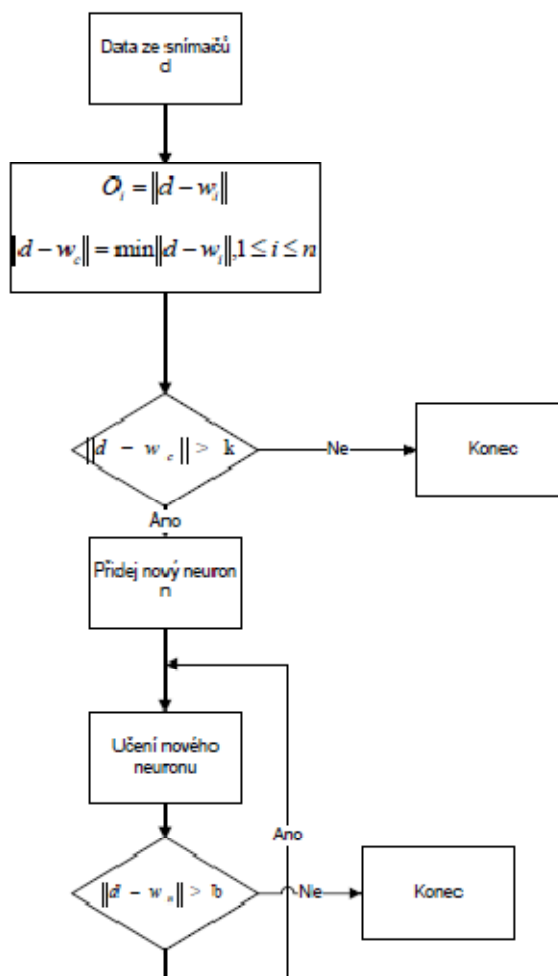 Data ze snímačů
d
O_i = ‖d − w_i‖
‖d − w_c‖ = min‖d − w_i‖, 1 ≤ i ≤ n
‖d − w_c‖ > k
Ne
Konec
Ano
Přidej nový neuron
n
Učení nového
neuronu
Ano
‖d − w_n‖ > b
Ne
Konec